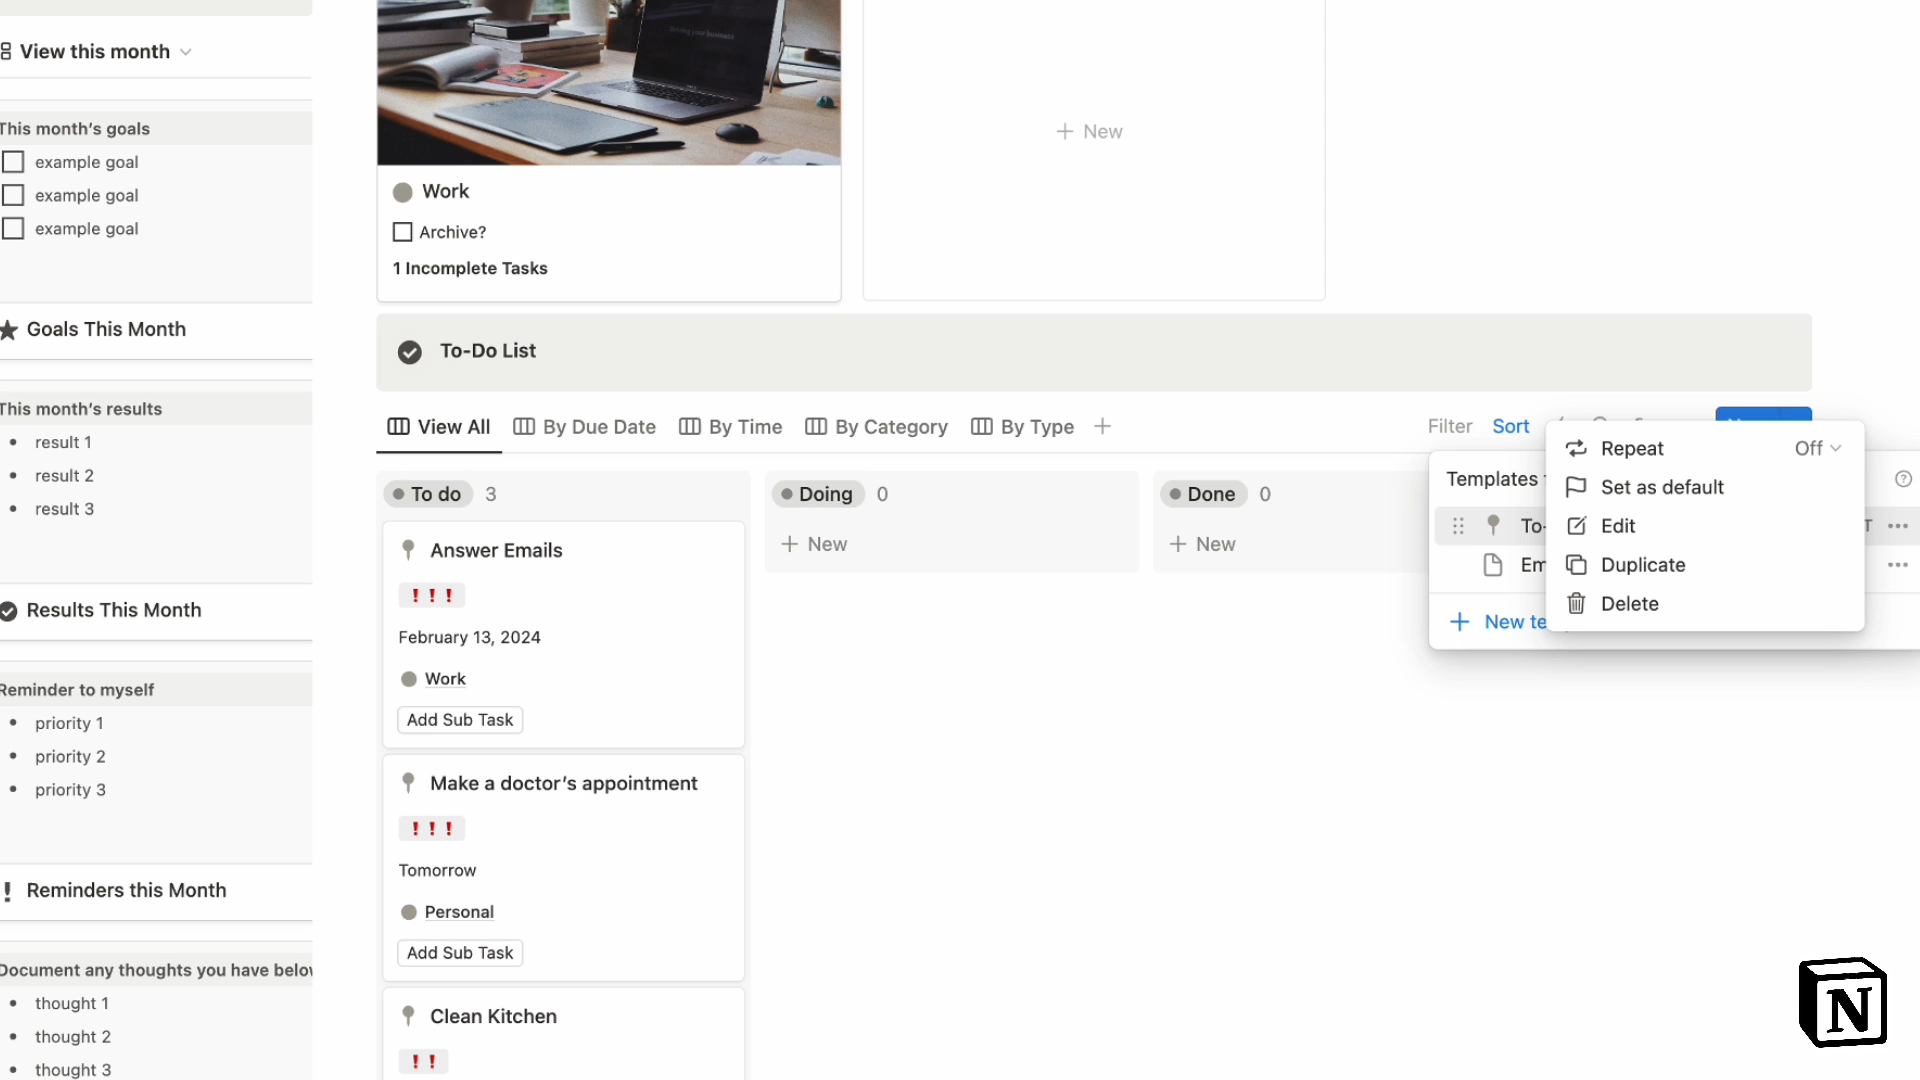 View this month
This month's goals
example goal
example goal
example goal
Goals This Month
This month's results
result 1
result 2
result 3
Results This Month
Reminder to myself
priority 1
priority 2
priority 3
Reminders this Month
Document any thoughts you have below
thought 1
thought 2
thought 3
+ New
Work
Archive?
1 Incomplete Tasks
To-Do List
View All
By Due Date
By Time
By Category
By Type
+
Filter
Sort
To do 3
Doing 0
Done 0
+ New
+ New
Answer Emails
! ! !
February 13, 2024
Work
Add Sub Task
Make a doctor's appointment
! ! !
Tomorrow
Personal
Add Sub Task
Clean Kitchen
! !
Templates
To-
Em
+ New te
Repeat Off
Set as default
Edit
Duplicate
Delete
N